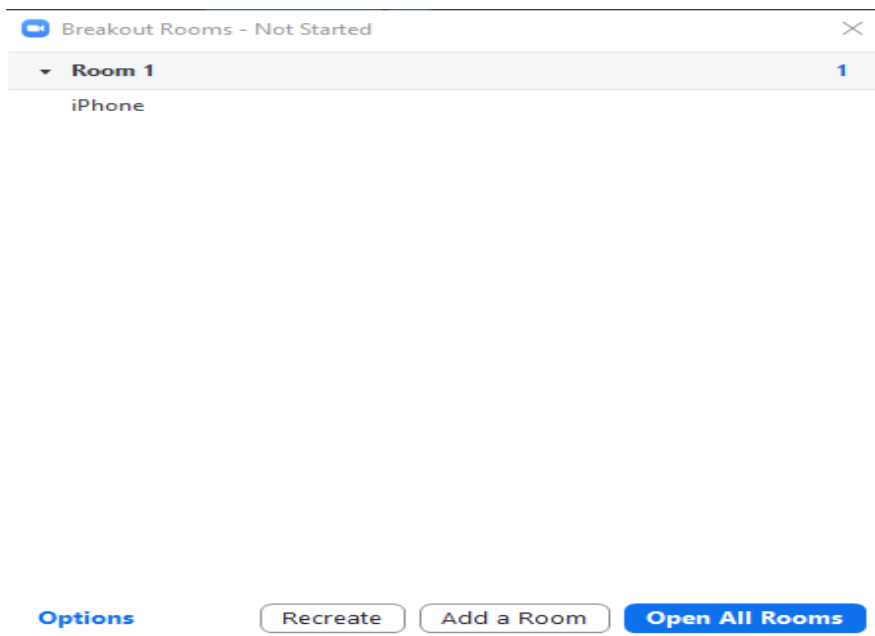 Breakout Rooms - Not Started
Room 1 1
iPhone
Options Recreate Add a Room Open All Rooms